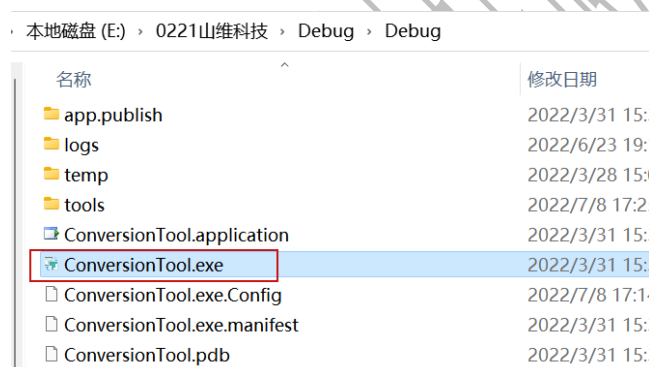 本地磁盘 (E:) › 0221山维科技 › Debug › Debug
名称 修改日期
app.publish 2022/3/31 15:
logs 2022/6/23 19:
temp 2022/3/28 15:
tools 2022/7/8 17:2
ConversionTool.application 2022/3/31 15:
ConversionTool.exe 2022/3/31 15:
ConversionTool.exe.Config 2022/7/8 17:1
ConversionTool.exe.manifest 2022/3/31 15:
ConversionTool.pdb 2022/3/31 15: